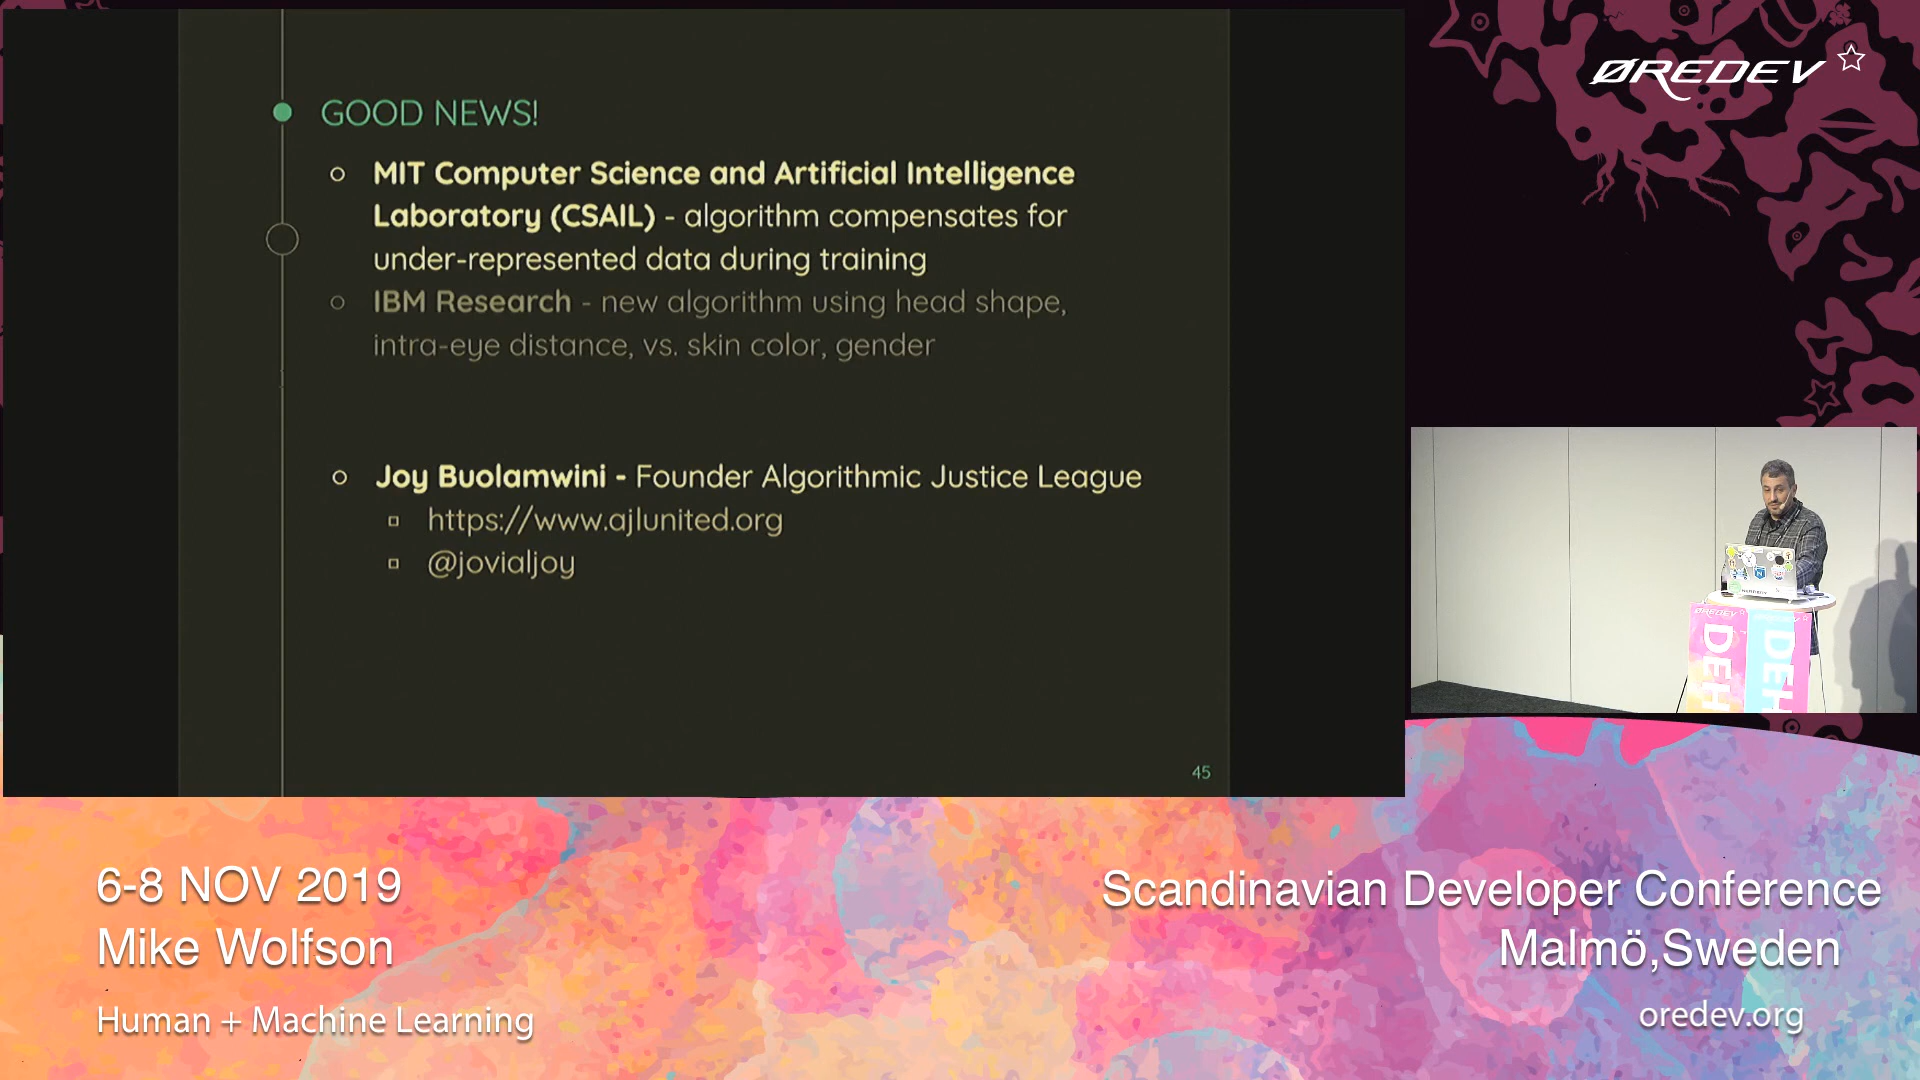 GOOD NEWS!
MIT Computer Science and Artificial Intelligence
Laboratory (CSAIL) - algorithm compensates for
under-represented data during training
IBM Research - new algorithm using head shape,
intra-eye distance, vs. skin color, gender
Joy Buolamwini - Founder Algorithmic Justice League
https://www.ajlunited.org
@jovialjoy
45
ØREDEV
ØREDEV
DEH
DEH
6-8 NOV 2019
Mike Wolfson
Human + Machine Learning
Scandinavian Developer Conference
Malmö,Sweden
oredev.org